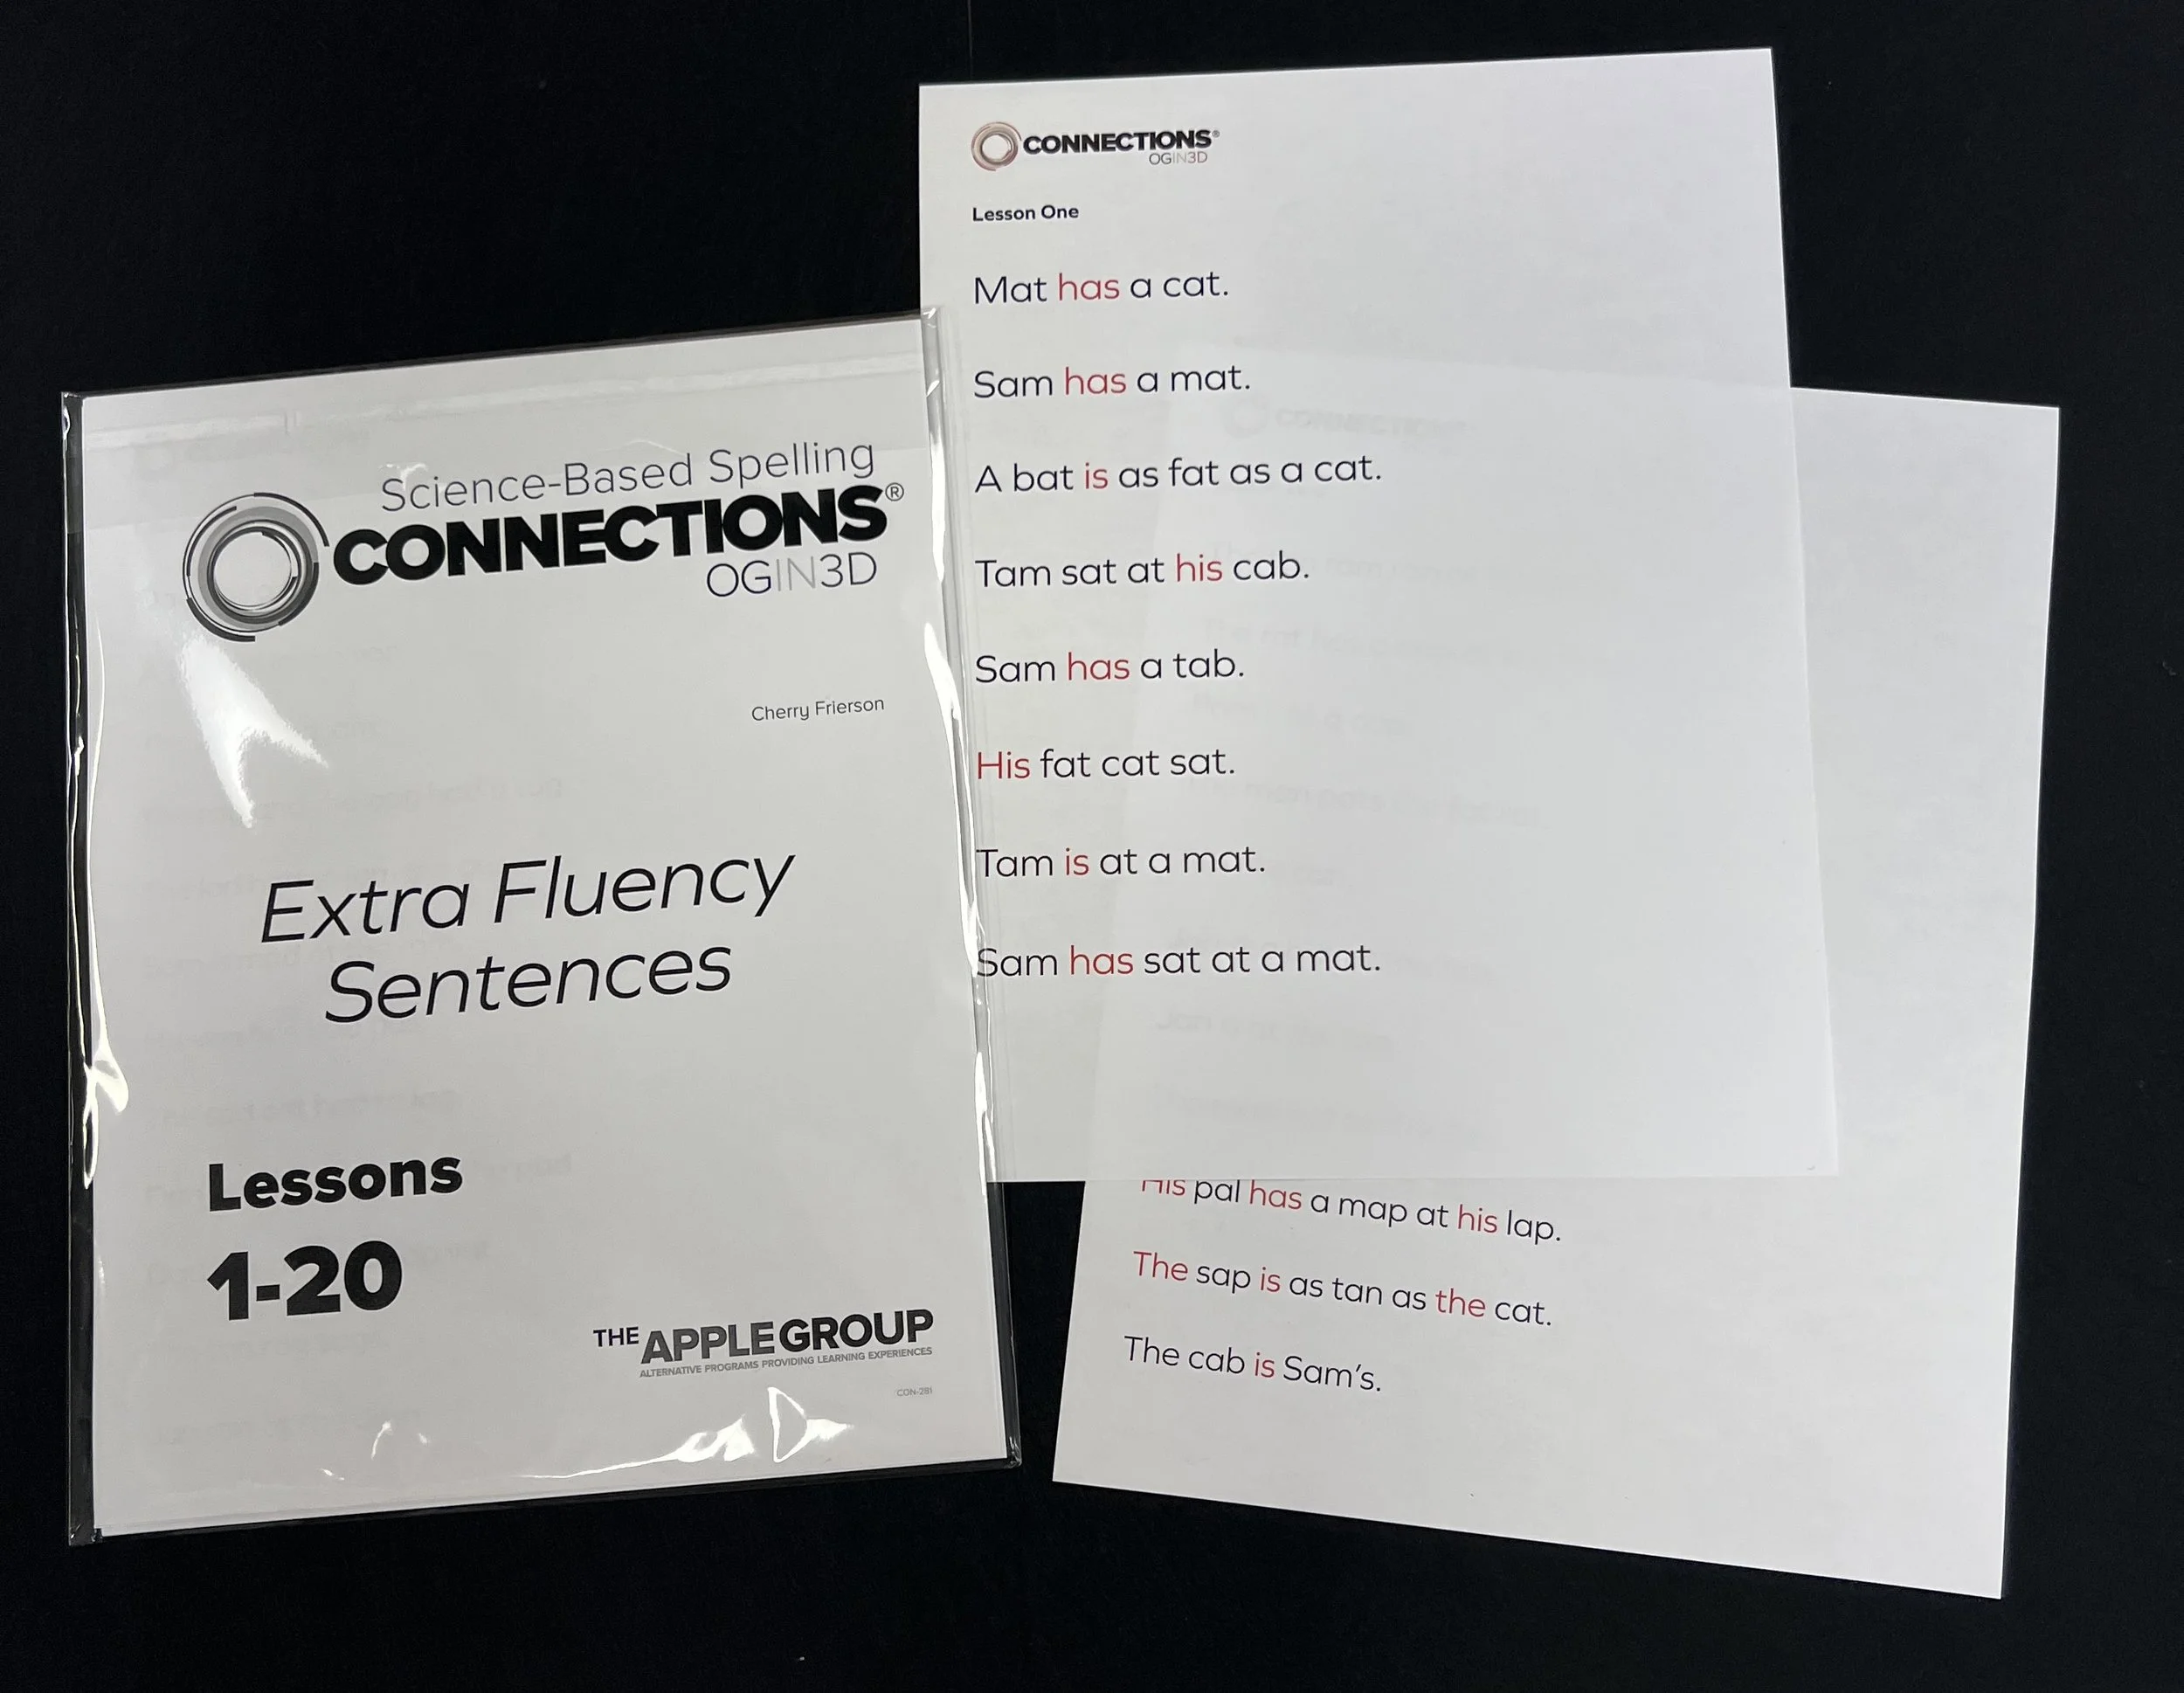 Science-Based Spelling
CONNECTIONS®
OGIN3D
Cherry Frierson
Extra Fluency
Sentences
Lessons
1-20
THE APPLE GROUP
ALTERNATIVE PROGRAMS PROVIDING LEARNING EXPERIENCES
CON-281
CONNECTIONS®
OGIN3D
Lesson One
Mat has a cat.
Sam has a mat.
A bat is as fat as a cat.
Tam sat at his cab.
Sam has a tab.
His fat cat sat.
Tam is at a mat.
Sam has sat at a mat.
His pal has a map at his lap.
The sap is as tan as the cat.
The cab is Sam's.